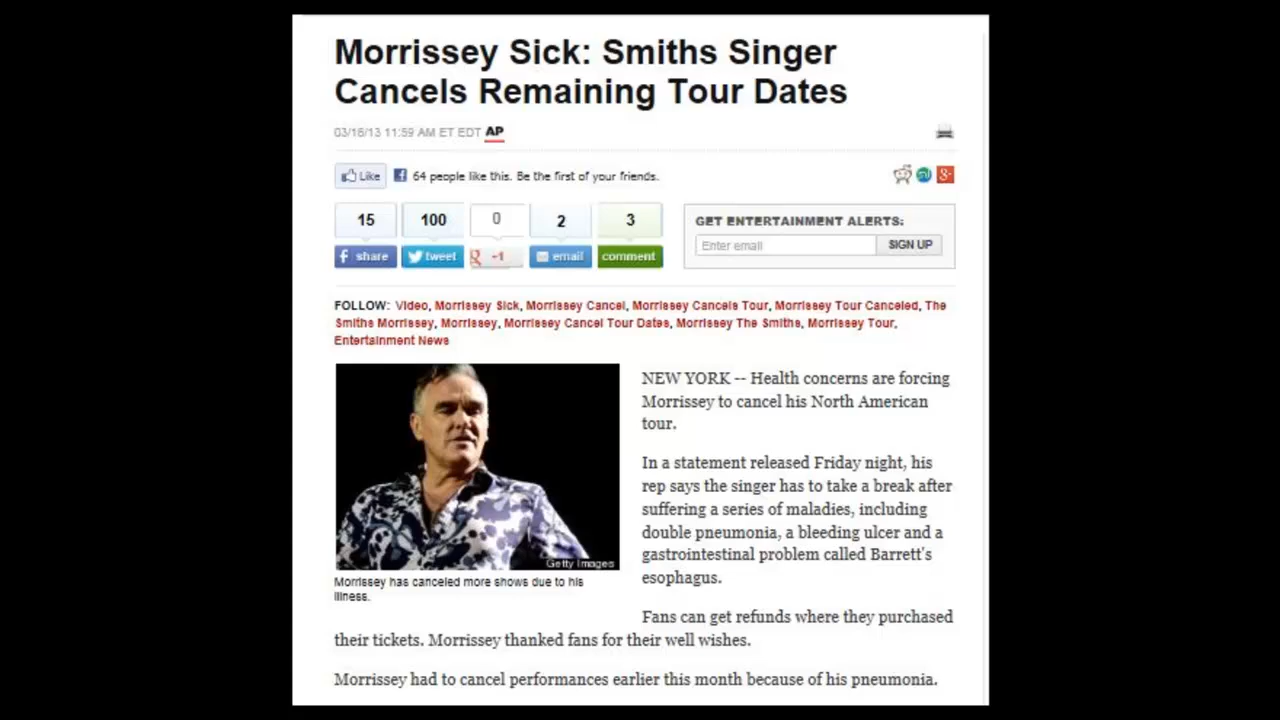 Morrissey Sick: Smiths Singer
Cancels Remaining Tour Dates
03/16/13 11:59 AM ET EDT AP
Like 64 people like this. Be the first of your friends.
15 100 0 2 3
share tweet +1 email comment
GET ENTERTAINMENT ALERTS:
Enter email SIGN UP
FOLLOW: Video, Morrissey Sick, Morrissey Cancel, Morrissey Cancels Tour, Morrissey Tour Canceled, The
Smiths Morrissey, Morrissey, Morrissey Cancel Tour Dates, Morrissey The Smiths, Morrissey Tour,
Entertainment News
Getty Images
Morrissey has canceled more shows due to his
illness.
NEW YORK -- Health concerns are forcing
Morrissey to cancel his North American
tour.
In a statement released Friday night, his
rep says the singer has to take a break after
suffering a series of maladies, including
double pneumonia, a bleeding ulcer and a
gastrointestinal problem called Barrett's
esophagus.
Fans can get refunds where they purchased
their tickets. Morrissey thanked fans for their well wishes.
Morrissey had to cancel performances earlier this month because of his pneumonia.